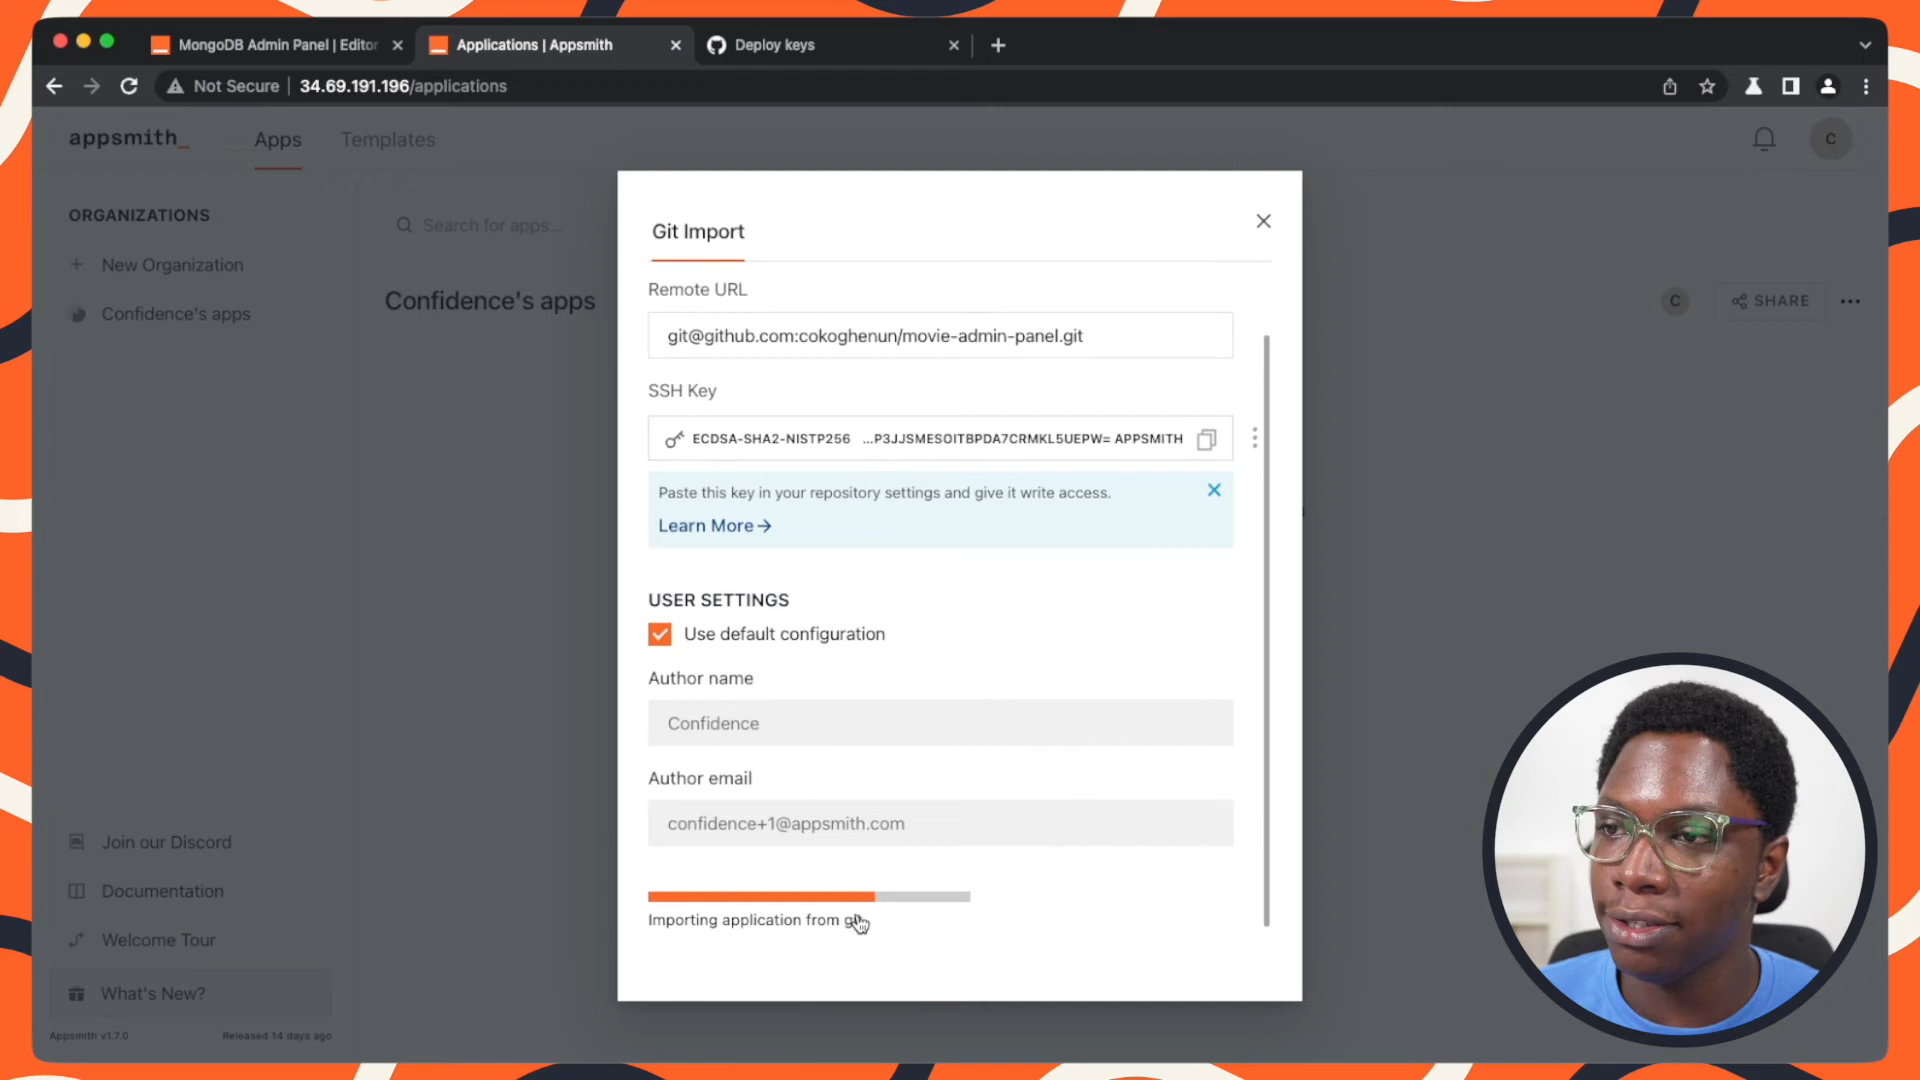 MongoDB Admin Panel | Editor
Applications | Appsmith
Deploy keys
Not Secure
34.69.191.196/applications
appsmith_
Apps
Templates
C
ORGANIZATIONS
New Organization
Confidence's apps
Search for apps...
Confidence's apps
C
SHARE
Git Import
Remote URL
git@github.com:cokoghenun/movie-admin-panel.git
SSH Key
ECDSA-SHA2-NISTP256 ...P3JJSMESOITBPDA7CRMKL5UEPW= APPSMITH
Paste this key in your repository settings and give it write access.
Learn More
USER SETTINGS
Use default configuration
Author name
Confidence
Author email
confidence+1@appsmith.com
Importing application from
Join our Discord
Documentation
Welcome Tour
What's New?
Appsmith v1.7.0
Released 14 days ago